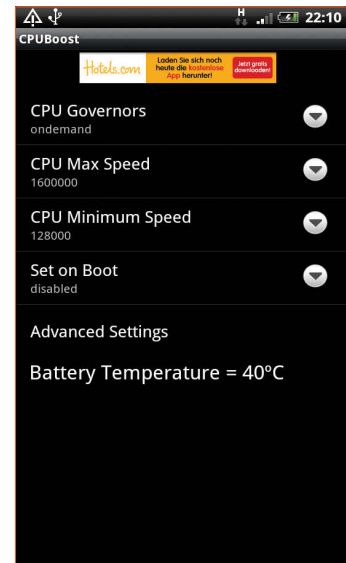 H 22:10
CPUBoost
Hotels.com
Laden Sie sich noch
heute die kostenlose
App herunter!
Jetzt gratis
downloaden!
CPU Governors
ondemand
CPU Max Speed
1600000
CPU Minimum Speed
128000
Set on Boot
disabled
Advanced Settings
Battery Temperature = 40ºC